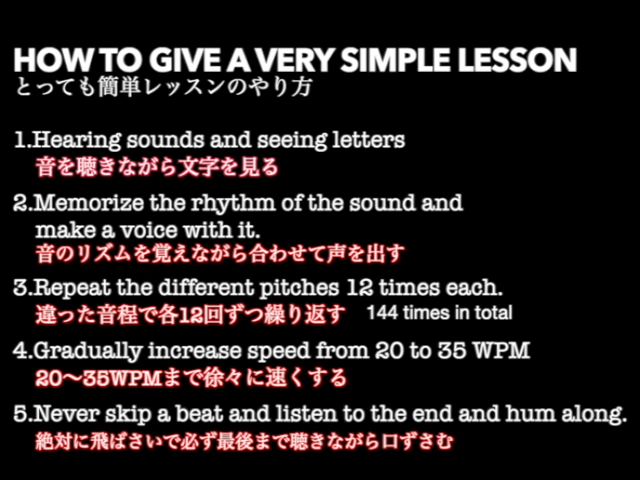 HOW TO GIVE A VERY SIMPLE LESSON
とっても簡単レッスンのやり方
1.Hearing sounds and seeing letters
音を聴きながら文字を見る
2.Memorize the rhythm of the sound and
make a voice with it.
音のリズムを覚えながら合わせて声を出す
3.Repeat the different pitches 12 times each.
違った音程で各12回ずつ繰り返す 144 times in total
4.Gradually increase speed from 20 to 35 WPM
20〜35WPMまで徐々に速くする
5.Never skip a beat and listen to the end and hum along.
絶対に飛ばさいで必ず最後まで聴きながら口ずさむ